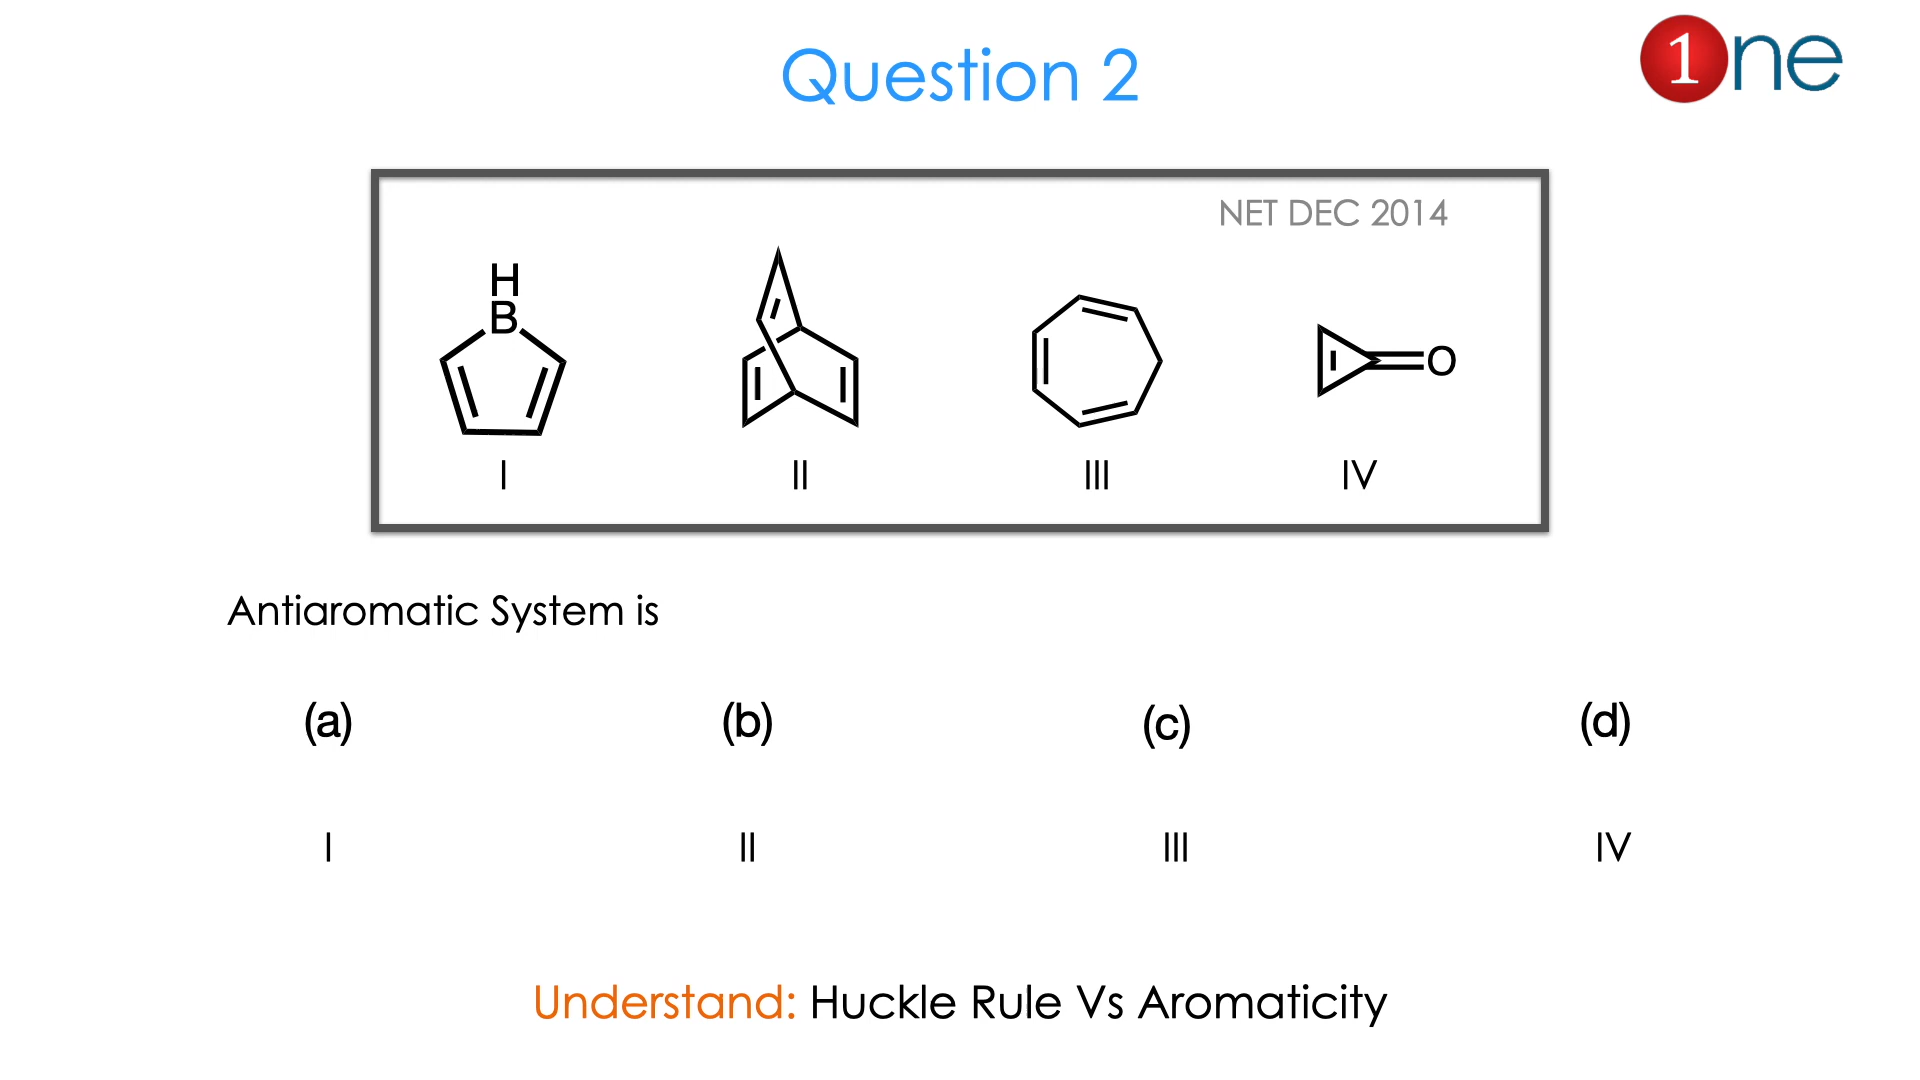 Question 2
1ne
NET DEC 2014
H
B
O
I II III IV
Antiaromatic System is
(a) (b) (c) (d)
I II III IV
Understand: Huckle Rule Vs Aromaticity